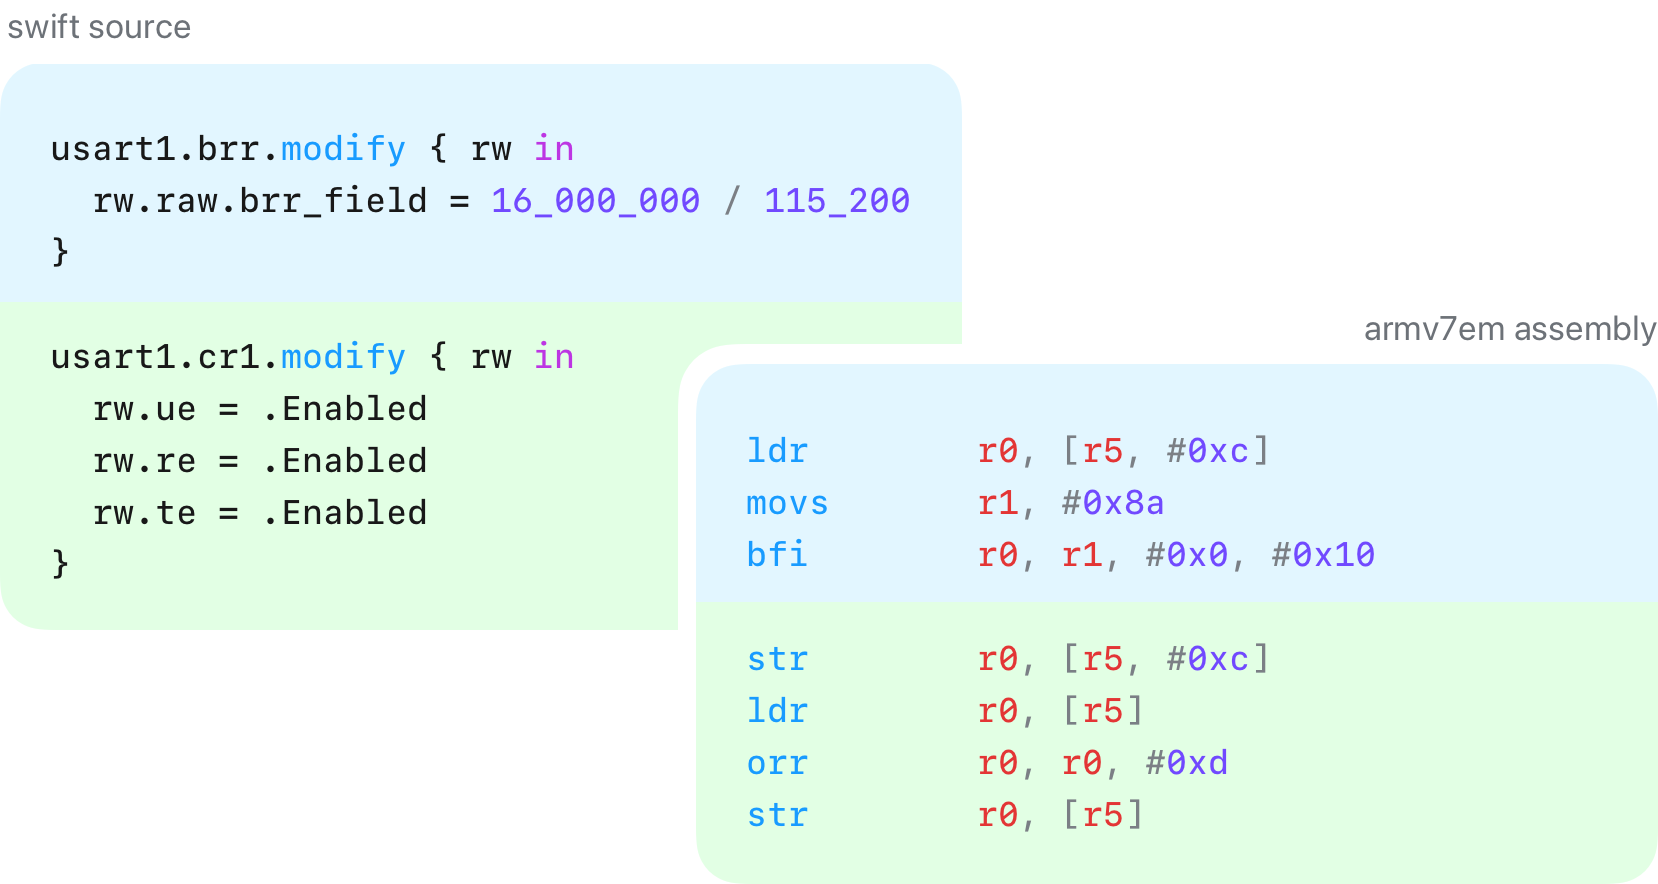 swift source
usart1.brr.modify { rw in
  rw.raw.brr_field = 16_000_000 / 115_200
}
usart1.cr1.modify { rw in
  rw.ue = .Enabled
  rw.re = .Enabled
  rw.te = .Enabled
}
armv7em assembly
ldr        r0, [r5, #0xc]
movs       r1, #0x8a
bfi        r0, r1, #0x0, #0x10
str        r0, [r5, #0xc]
ldr        r0, [r5]
orr        r0, r0, #0xd
str        r0, [r5]